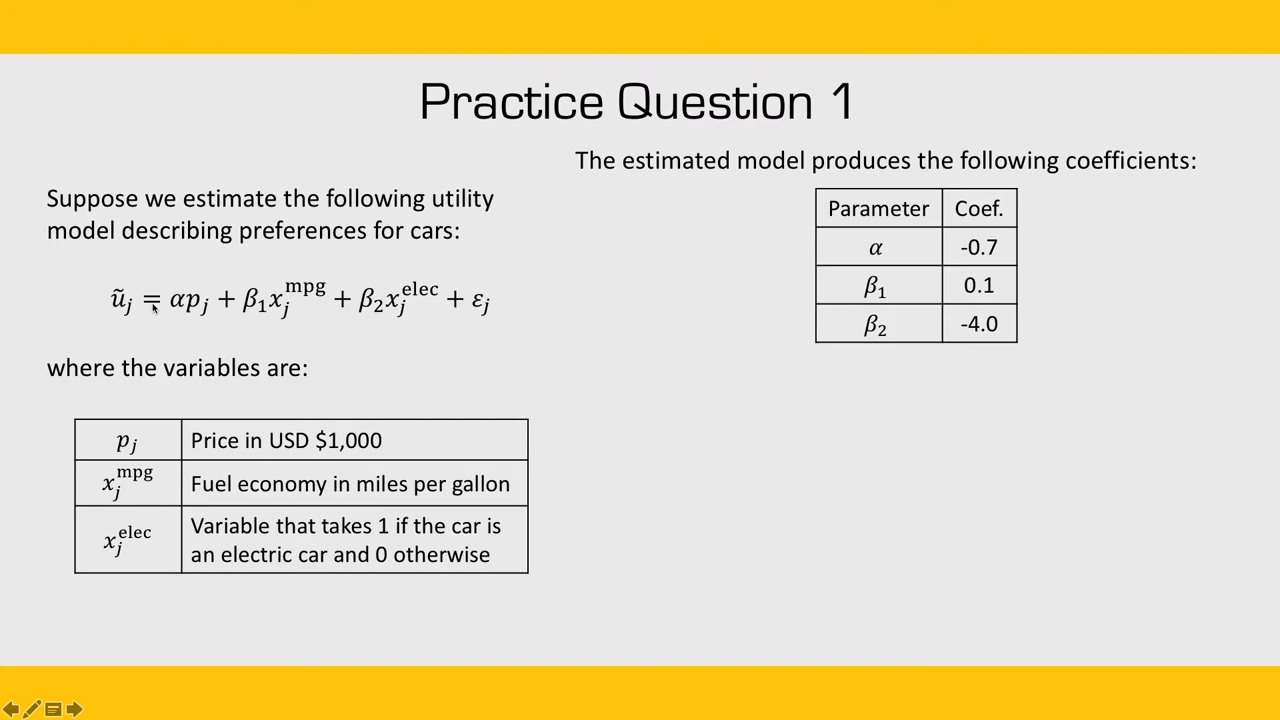 Practice Question 1
Suppose we estimate the following utility
model describing preferences for cars:
ũⱼ = αpⱼ + β₁xⱼᵐᵖᵍ + β₂xⱼᵉˡᵉᶜ + εⱼ
where the variables are:
pⱼ Price in USD $1,000
xⱼᵐᵖᵍ Fuel economy in miles per gallon
xⱼᵉˡᵉᶜ Variable that takes 1 if the car is
an electric car and 0 otherwise
The estimated model produces the following coefficients:
Parameter Coef.
α -0.7
β₁ 0.1
β₂ -4.0